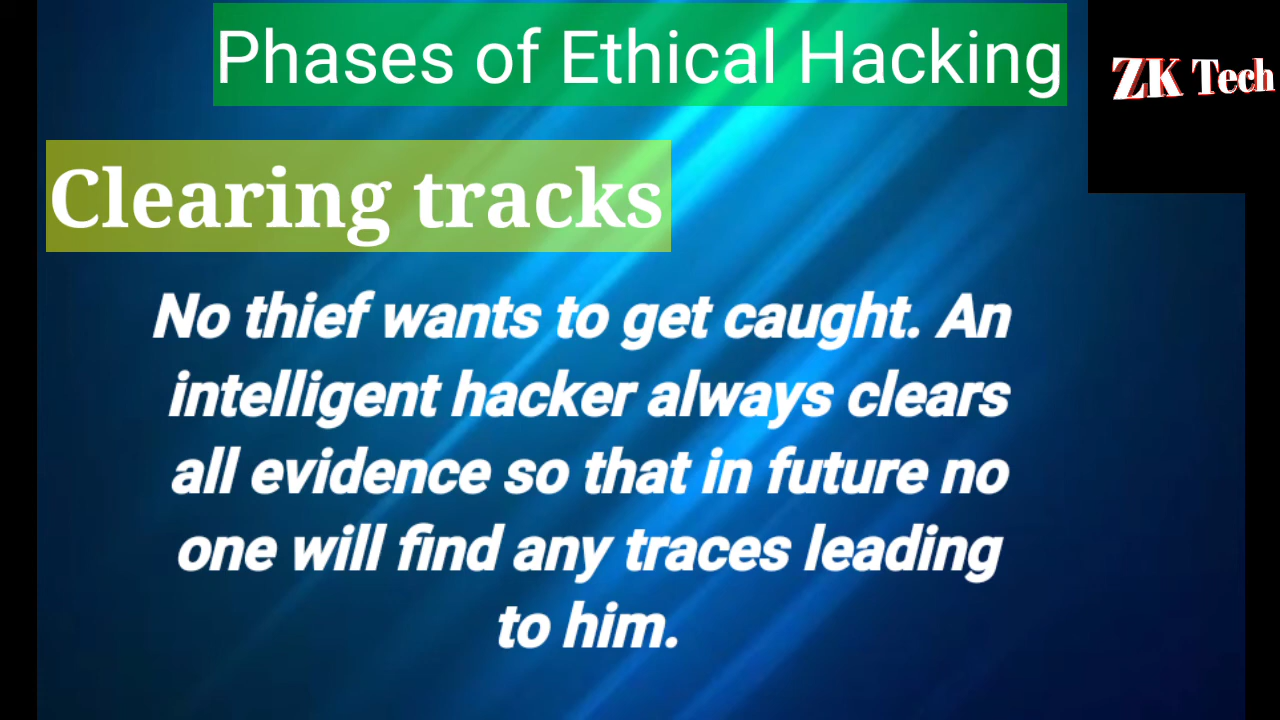 Phases of Ethical Hacking
ZK Tech
Clearing tracks
No thief wants to get caught. An
intelligent hacker always clears
all evidence so that in future no
one will find any traces leading
to him.